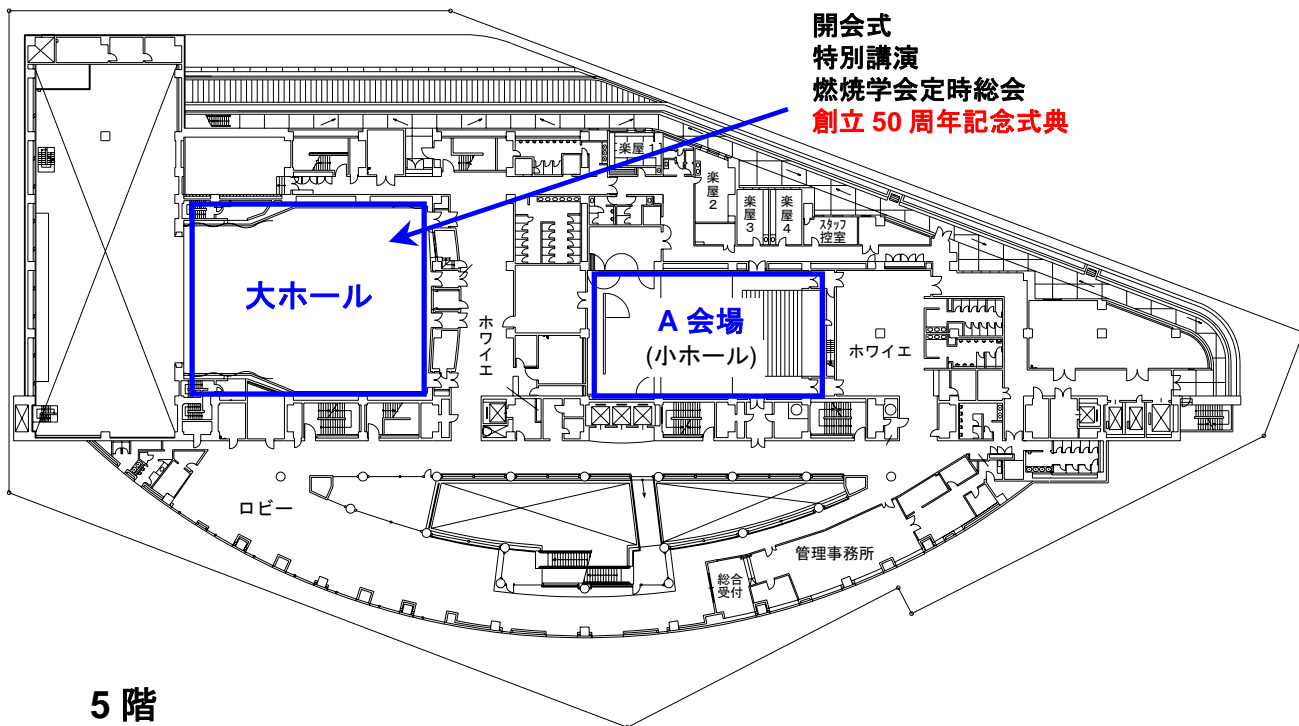 開会式
特別講演
燃焼学会定時総会
創立 50 周年記念式典
楽屋 1
楽屋
2
楽屋
3
楽屋
4
スタッフ
控室
大ホール
ホワイエ
A 会場
(小ホール)
ホワイエ
ロビー
管理事務所
総合
受付
5 階